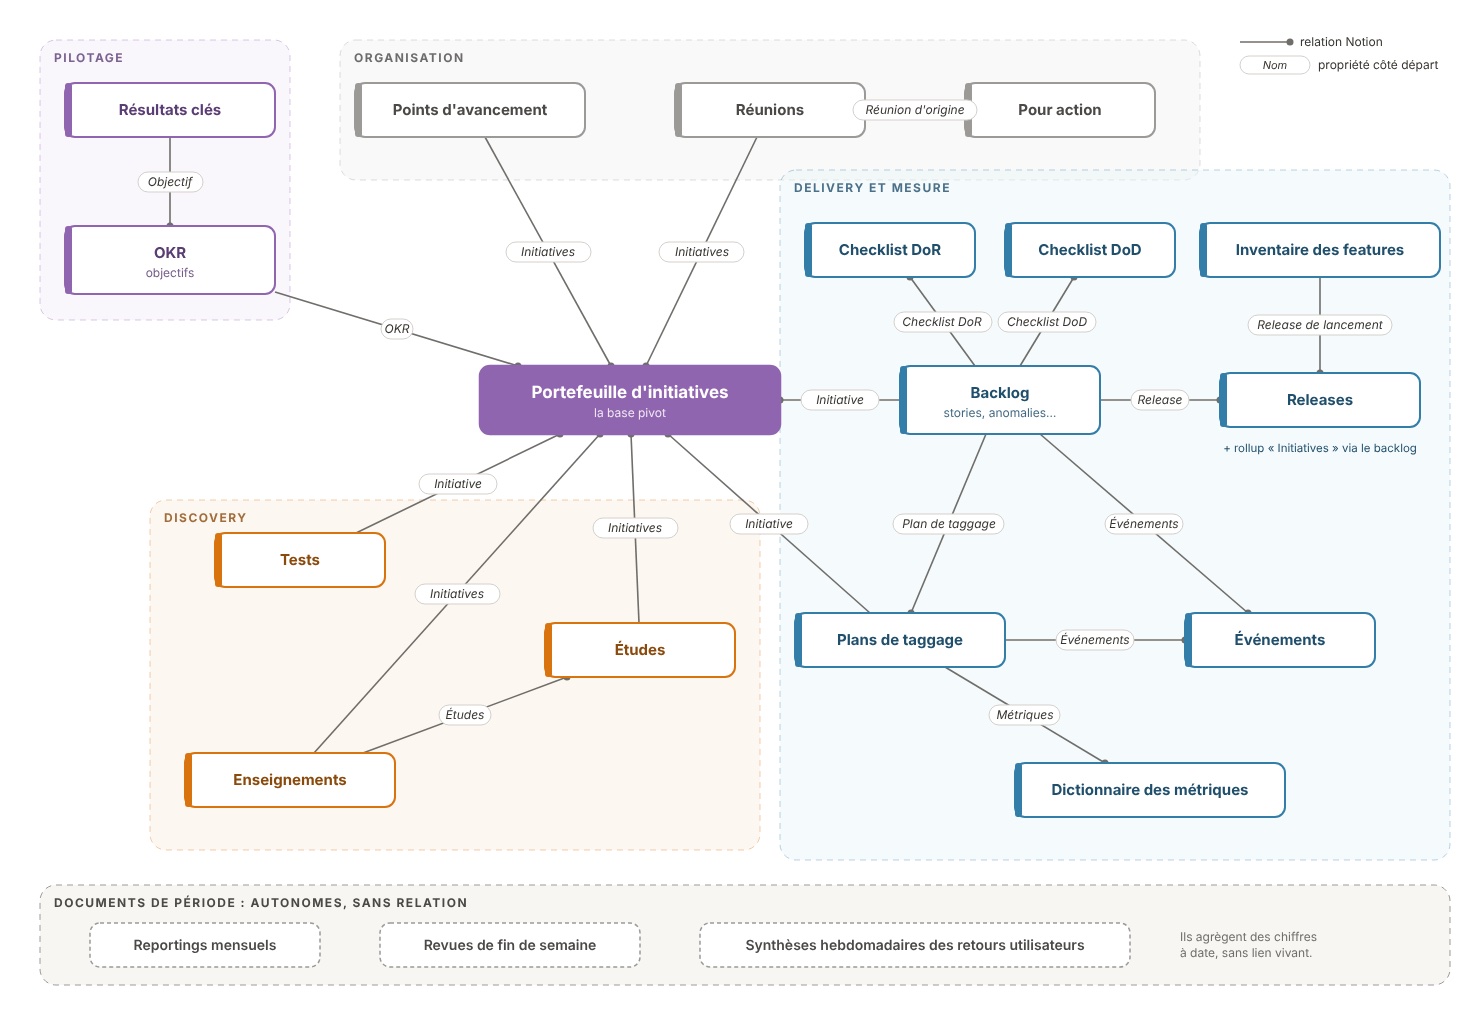 PILOTAGE
ORGANISATION
relation Notion
Nom
propriété côté départ
Résultats clés
Points d'avancement
Réunions
Réunion d'origine
Pour action
Objectif
DELIVERY ET MESURE
OKR
objectifs
Initiatives
Initiatives
Checklist DoR
Checklist DoD
Inventaire des features
OKR
Checklist DoR
Checklist DoD
Release de lancement
Portefeuille d'initiatives
la base pivot
Initiative
Backlog
stories, anomalies...
Release
Releases
+ rollup « Initiatives » via le backlog
Initiative
DISCOVERY
Initiatives
Initiative
Plan de taggage
Événements
Tests
Initiatives
Études
Plans de taggage
Événements
Événements
Études
Métriques
Enseignements
Dictionnaire des métriques
DOCUMENTS DE PÉRIODE : AUTONOMES, SANS RELATION
Reportings mensuels
Revues de fin de semaine
Synthèses hebdomadaires des retours utilisateurs
Ils agrègent des chiffres
à date, sans lien vivant.